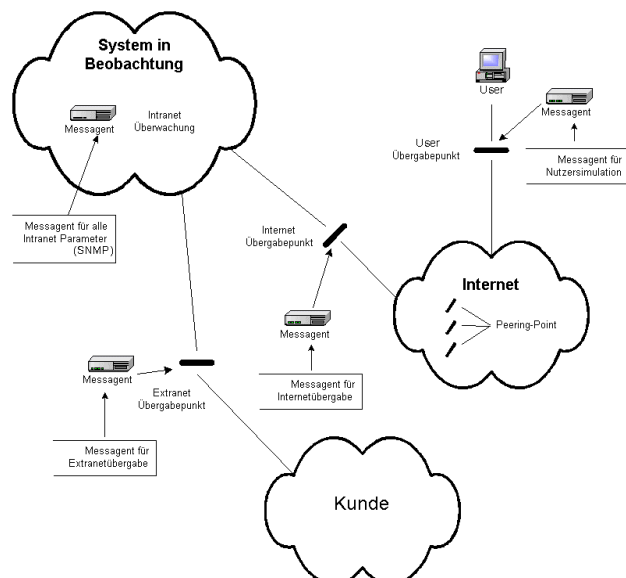 System in
Beobachtung
Messagent
Intranet
Überwachung
User
Messagent
User
Übergabepunkt
Messagent für
Nutzersimulation
Messagent für alle
Intranet Parameter
(SNMP)
Internet
Übergabepunkt
Internet
Peering-Point
Messagent
Messagent
Extranet
Übergabepunkt
Messagent für
Internetübergabe
Messagent für
Extranetübergabe
Kunde